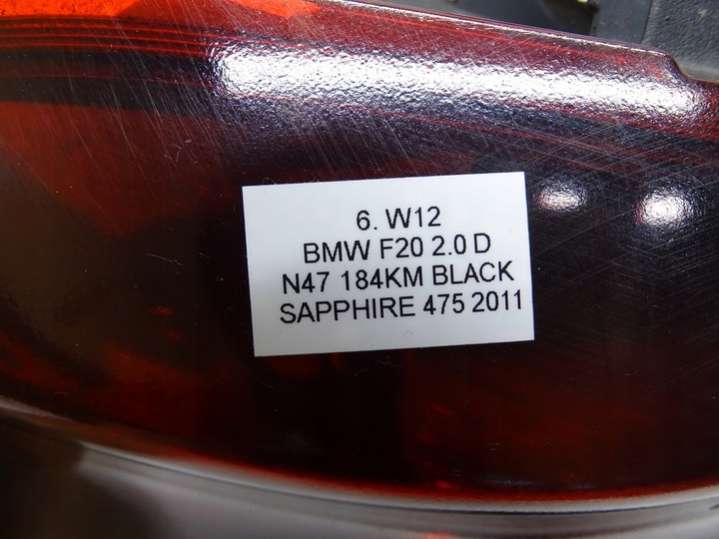 6. W12
BMW F20 2.0 D
N47 184KM BLACK
SAPPHIRE 475 2011